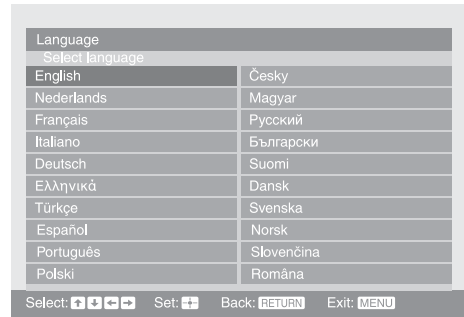 Language
Select language
English
Česky
Nederlands
Magyar
Français
Русский
Italiano
Български
Deutsch
Suomi
Ελληνικά
Dansk
Türkçe
Svenska
Español
Norsk
Português
Slovenčina
Polski
Româna
Select: Set: Back: RETURN Exit: MENU